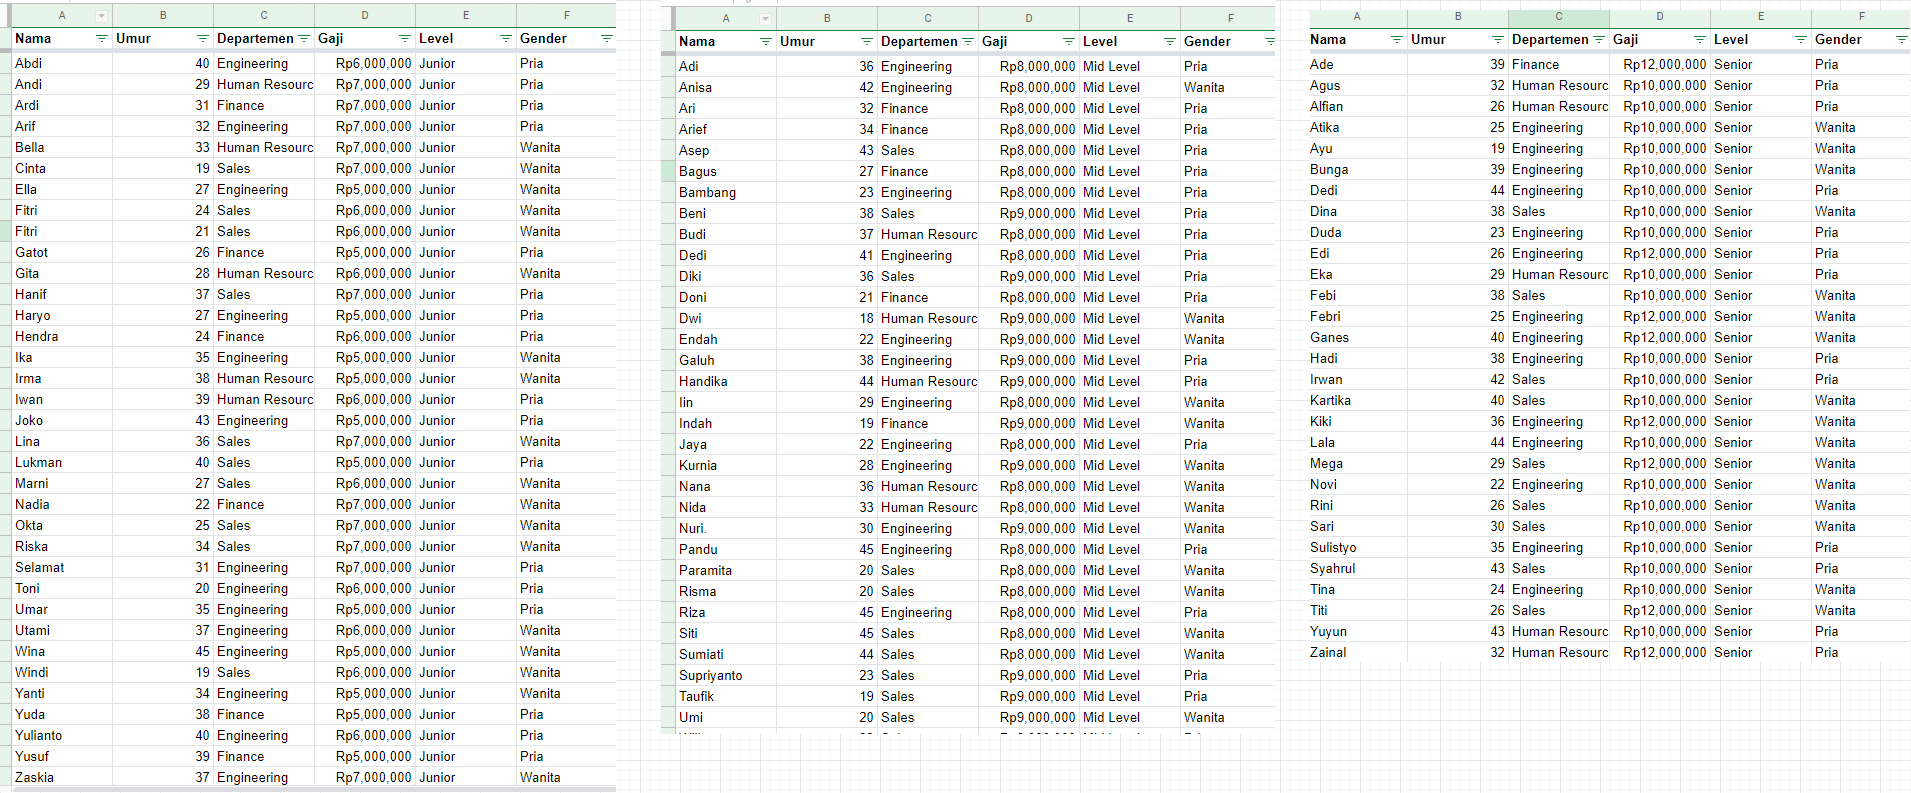 A B C D E F
Nama Umur Departemen Gaji Level Gender
Abdi 40 Engineering Rp6,000,000 Junior Pria
Andi 29 Human Resourc Rp7,000,000 Junior Pria
Ardi 31 Finance Rp7,000,000 Junior Pria
Arif 32 Engineering Rp7,000,000 Junior Pria
Bella 33 Human Resourc Rp7,000,000 Junior Wanita
Cinta 19 Sales Rp7,000,000 Junior Wanita
Ella 27 Engineering Rp5,000,000 Junior Wanita
Fitri 24 Sales Rp6,000,000 Junior Wanita
Fitri 21 Sales Rp6,000,000 Junior Wanita
Gatot 26 Finance Rp5,000,000 Junior Pria
Gita 28 Human Resourc Rp6,000,000 Junior Wanita
Hanif 37 Sales Rp7,000,000 Junior Pria
Haryo 27 Engineering Rp5,000,000 Junior Pria
Hendra 24 Finance Rp6,000,000 Junior Pria
Ika 35 Engineering Rp5,000,000 Junior Wanita
Irma 38 Human Resourc Rp5,000,000 Junior Wanita
Iwan 39 Human Resourc Rp6,000,000 Junior Pria
Joko 43 Engineering Rp5,000,000 Junior Pria
Lina 36 Sales Rp7,000,000 Junior Wanita
Lukman 40 Sales Rp5,000,000 Junior Pria
Marni 27 Sales Rp6,000,000 Junior Wanita
Nadia 22 Finance Rp7,000,000 Junior Wanita
Okta 25 Sales Rp7,000,000 Junior Wanita
Riska 34 Sales Rp7,000,000 Junior Wanita
Selamat 31 Engineering Rp7,000,000 Junior Pria
Toni 20 Engineering Rp6,000,000 Junior Pria
Umar 35 Engineering Rp5,000,000 Junior Pria
Utami 37 Engineering Rp6,000,000 Junior Wanita
Wina 45 Engineering Rp5,000,000 Junior Wanita
Windi 19 Sales Rp6,000,000 Junior Wanita
Yanti 34 Engineering Rp5,000,000 Junior Wanita
Yuda 38 Finance Rp5,000,000 Junior Pria
Yulianto 40 Engineering Rp6,000,000 Junior Pria
Yusuf 39 Finance Rp5,000,000 Junior Pria
Zaskia 37 Engineering Rp7,000,000 Junior Wanita
A B C D E F
Nama Umur Departemen Gaji Level Gender
Adi 36 Engineering Rp8,000,000 Mid Level Pria
Anisa 42 Engineering Rp8,000,000 Mid Level Wanita
Ari 32 Finance Rp8,000,000 Mid Level Pria
Arief 34 Finance Rp8,000,000 Mid Level Pria
Asep 43 Sales Rp8,000,000 Mid Level Pria
Bagus 27 Finance Rp8,000,000 Mid Level Pria
Bambang 23 Engineering Rp8,000,000 Mid Level Pria
Beni 38 Sales Rp9,000,000 Mid Level Pria
Budi 37 Human Resourc Rp8,000,000 Mid Level Pria
Dedi 41 Engineering Rp8,000,000 Mid Level Pria
Diki 36 Sales Rp9,000,000 Mid Level Pria
Doni 21 Finance Rp8,000,000 Mid Level Pria
Dwi 18 Human Resourc Rp9,000,000 Mid Level Wanita
Endah 22 Engineering Rp9,000,000 Mid Level Wanita
Galuh 38 Engineering Rp9,000,000 Mid Level Pria
Handika 44 Human Resourc Rp9,000,000 Mid Level Pria
Iin 29 Engineering Rp8,000,000 Mid Level Wanita
Indah 19 Finance Rp9,000,000 Mid Level Wanita
Jaya 22 Engineering Rp8,000,000 Mid Level Pria
Kurnia 28 Engineering Rp9,000,000 Mid Level Wanita
Nana 36 Human Resourc Rp8,000,000 Mid Level Wanita
Nida 33 Human Resourc Rp8,000,000 Mid Level Wanita
Nuri. 30 Engineering Rp9,000,000 Mid Level Wanita
Pandu 45 Engineering Rp8,000,000 Mid Level Pria
Paramita 20 Sales Rp8,000,000 Mid Level Wanita
Risma 20 Sales Rp8,000,000 Mid Level Wanita
Riza 45 Engineering Rp8,000,000 Mid Level Pria
Siti 45 Sales Rp8,000,000 Mid Level Wanita
Sumiati 44 Sales Rp8,000,000 Mid Level Wanita
Supriyanto 23 Sales Rp9,000,000 Mid Level Pria
Taufik 19 Sales Rp9,000,000 Mid Level Pria
Umi 20 Sales Rp9,000,000 Mid Level Wanita
A B C D E F
Nama Umur Departemen Gaji Level Gender
Ade 39 Finance Rp12,000,000 Senior Pria
Agus 32 Human Resourc Rp10,000,000 Senior Pria
Alfian 26 Human Resourc Rp10,000,000 Senior Pria
Atika 25 Engineering Rp10,000,000 Senior Wanita
Ayu 19 Engineering Rp10,000,000 Senior Wanita
Bunga 39 Engineering Rp10,000,000 Senior Wanita
Dedi 44 Engineering Rp10,000,000 Senior Pria
Dina 38 Sales Rp10,000,000 Senior Wanita
Duda 23 Engineering Rp10,000,000 Senior Pria
Edi 26 Engineering Rp12,000,000 Senior Pria
Eka 29 Human Resourc Rp10,000,000 Senior Pria
Febi 38 Sales Rp10,000,000 Senior Wanita
Febri 25 Engineering Rp12,000,000 Senior Wanita
Ganes 40 Engineering Rp12,000,000 Senior Wanita
Hadi 38 Engineering Rp10,000,000 Senior Pria
Irwan 42 Sales Rp10,000,000 Senior Pria
Kartika 40 Sales Rp10,000,000 Senior Wanita
Kiki 36 Engineering Rp12,000,000 Senior Wanita
Lala 44 Engineering Rp10,000,000 Senior Wanita
Mega 29 Sales Rp12,000,000 Senior Wanita
Novi 22 Engineering Rp10,000,000 Senior Wanita
Rini 26 Sales Rp10,000,000 Senior Wanita
Sari 30 Sales Rp10,000,000 Senior Wanita
Sulistyo 35 Engineering Rp10,000,000 Senior Pria
Syahrul 43 Sales Rp10,000,000 Senior Pria
Tina 24 Engineering Rp10,000,000 Senior Wanita
Titi 26 Sales Rp12,000,000 Senior Wanita
Yuyun 43 Human Resourc Rp10,000,000 Senior Pria
Zainal 32 Human Resourc Rp12,000,000 Senior Pria